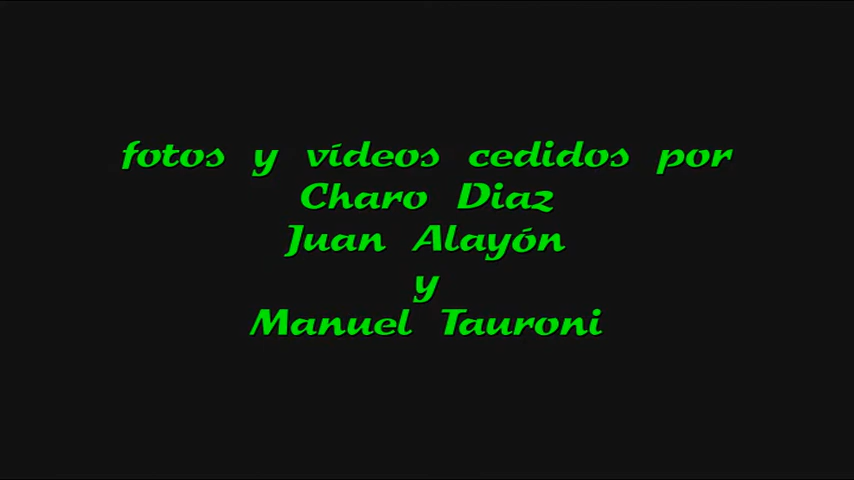 fotos y vídeos cedidos por
Charo Diaz
Juan Alayón
y
Manuel Tauroni